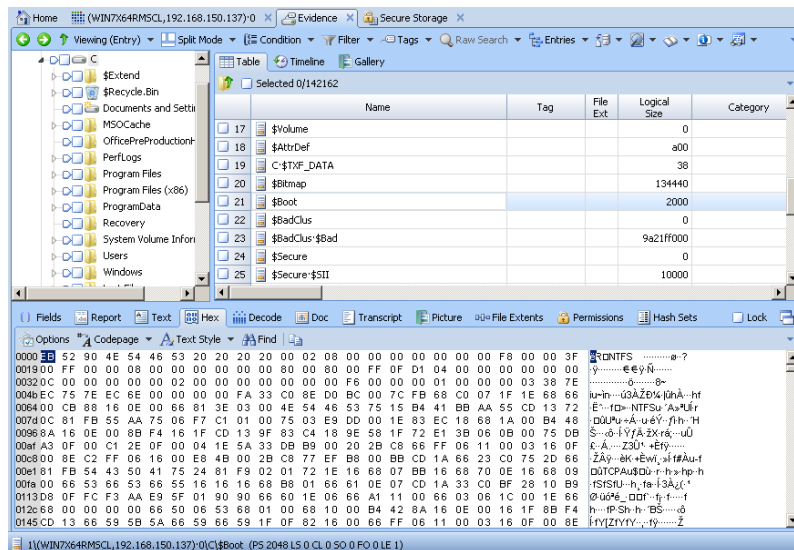 Home (WIN7X64RMSCL,192.168.150.137)-0 Evidence Secure Storage
Viewing (Entry) Split Mode Condition Filter Tags Raw Search Entries
C
$Extend
$Recycle.Bin
Documents and Setti
MSOCache
OfficePreProductionH
PerfLogs
Program Files
Program Files (x86)
ProgramData
Recovery
System Volume Infor
Users
Windows
Table Timeline Gallery
Selected 0/142162
Name Tag File Ext Logical Size Category
17 $Volume 0
18 $AttrDef a00
19 C·$TXF_DATA 38
20 $Bitmap 134440
21 $Boot 2000
22 $BadClus 0
23 $BadClus·$Bad 9a21ff000
24 $Secure 0
25 $Secure·$SII 10000
Fields Report Text Hex Decode Doc Transcript Picture File Extents Permissions Hash Sets Lock
Options Codepage Text Style Find
0000 EB 52 90 4E 54 46 53 20 20 20 20 00 02 08 00 00 00 00 00 00 00 F8 00 00 3F
0019 00 FF 00 00 08 00 00 00 00 00 00 80 00 80 00 FF 0F D1 04 00 00 00 00 00 00
0032 0C 00 00 00 00 00 02 00 00 00 00 00 00 00 F6 00 00 00 01 00 00 00 03 38 7E
004b EC 75 7E EC 6E 00 00 00 00 FA 33 C0 8E D0 BC 00 7C FB 68 C0 07 1F 1E 68 66
0064 00 CB 88 16 0E 00 66 81 3E 03 00 4E 54 46 53 75 15 B4 41 BB AA 55 CD 13 72
007d 0C 81 FB 55 AA 75 06 F7 C1 01 00 75 03 E9 DD 00 1E 83 EC 18 68 1A 00 B4 48
0096 8A 16 0E 00 8B F4 16 1F CD 13 9F 83 C4 18 9E 58 1F 72 E1 3B 06 0B 00 75 DB
00af A3 0F 00 C1 2E 0F 00 04 1E 5A 33 DB B9 00 20 2B C8 66 FF 06 11 00 03 16 0F
00c8 00 8E C2 FF 06 16 00 E8 4B 00 2B C8 77 EF B8 00 BB CD 1A 66 23 C0 75 2D 66
00e1 81 FB 54 43 50 41 75 24 81 F9 02 01 72 1E 16 68 07 BB 16 68 70 0E 16 68 09
00fa 00 66 53 66 53 66 55 16 16 16 68 B8 01 66 61 0E 07 CD 1A 33 C0 BF 28 10 B9
0113 D8 0F FC F3 AA E9 5F 01 90 90 66 60 1E 06 66 A1 11 00 66 03 06 1C 00 1E 66
012c 68 00 00 00 00 66 50 06 53 68 01 00 68 10 00 B4 42 8A 16 0E 00 16 1F 8B F4
0145 CD 13 66 59 5B 5A 66 59 66 59 1F 0F 82 16 00 66 FF 06 11 00 03 16 0F 00 8E
1\(WIN7X64RMSCL,192.168.150.137)-0\C\$Boot (PS 2048 LS 0 CL 0 SO 0 FO 0 LE 1)